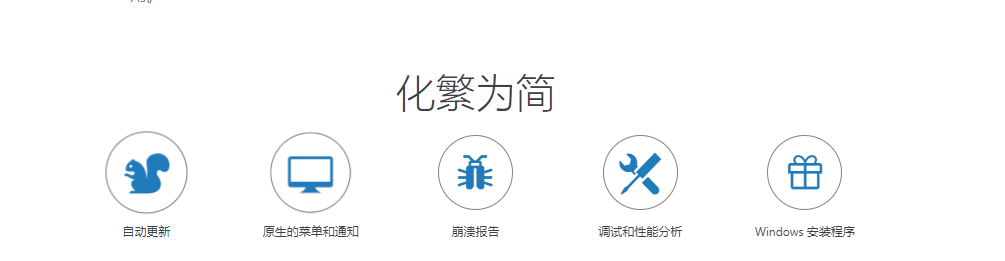 化繁为简
自动更新
原生的菜单和通知
崩溃报告
调试和性能分析
Windows 安装程序